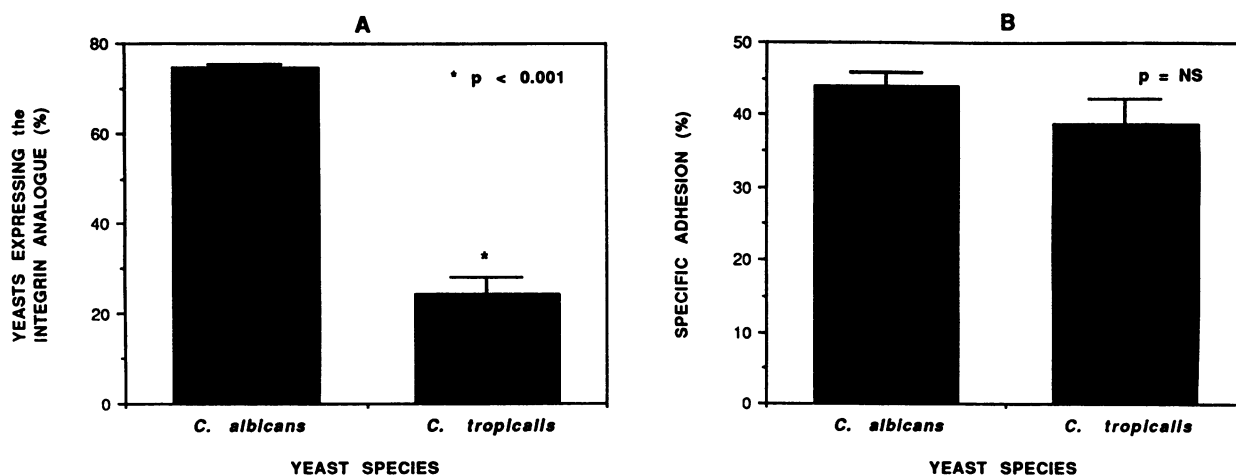 A
YEASTS EXPRESSING the
INTEGRIN ANALOGUE (%)
80
60
40
20
0
* p < 0.001
*
C. albicans
C. tropicalis
YEAST SPECIES
B
SPECIFIC ADHESION (%)
50
40
30
20
10
0
p = NS
C. albicans
C. tropicalis
YEAST SPECIES